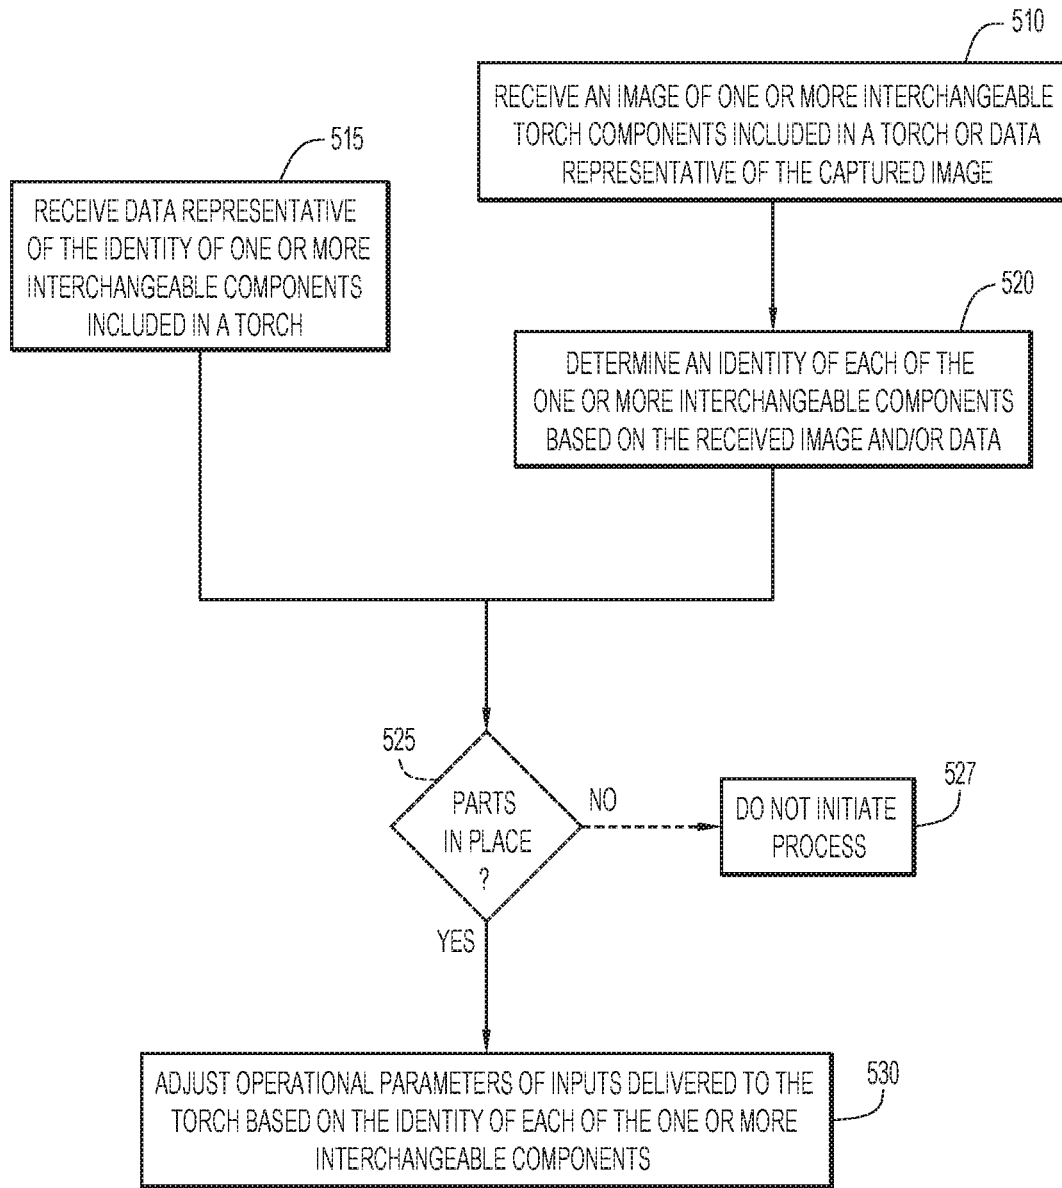 510
RECEIVE AN IMAGE OF ONE OR MORE INTERCHANGEABLE
TORCH COMPONENTS INCLUDED IN A TORCH OR DATA
REPRESENTATIVE OF THE CAPTURED IMAGE
515
RECEIVE DATA REPRESENTATIVE
OF THE IDENTITY OF ONE OR MORE
INTERCHANGEABLE COMPONENTS
INCLUDED IN A TORCH
520
DETERMINE AN IDENTITY OF EACH OF THE
ONE OR MORE INTERCHANGEABLE COMPONENTS
BASED ON THE RECEIVED IMAGE AND/OR DATA
525
PARTS
IN PLACE
?
NO
527
DO NOT INITIATE
PROCESS
YES
530
ADJUST OPERATIONAL PARAMETERS OF INPUTS DELIVERED TO THE
TORCH BASED ON THE IDENTITY OF EACH OF THE ONE OR MORE
INTERCHANGEABLE COMPONENTS